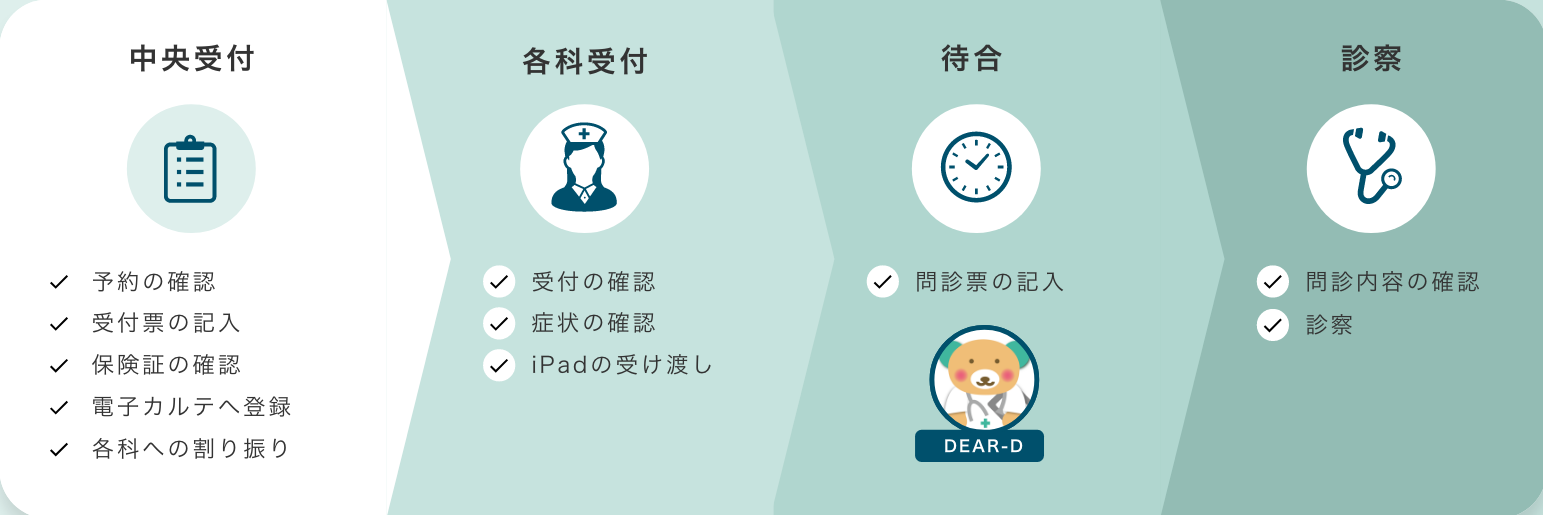 中央受付
予約の確認
受付票の記入
保険証の確認
電子カルテへ登録
各科への割り振り
各科受付
受付の確認
症状の確認
iPadの受け渡し
待合
問診票の記入
DEAR-D
診察
問診内容の確認
診察